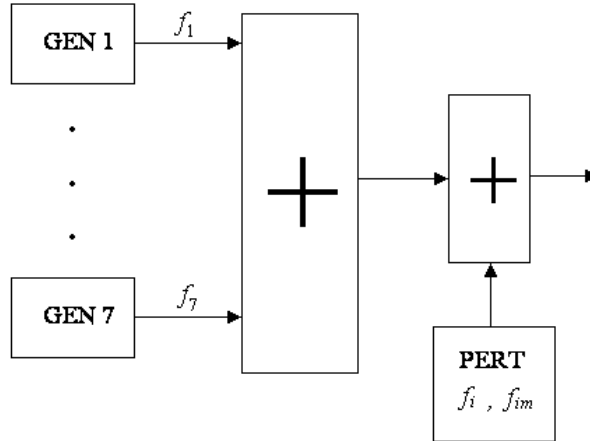 GEN 1
f₁
+
+
GEN 7
f₇
PERT
fᵢ , fᵢₘ